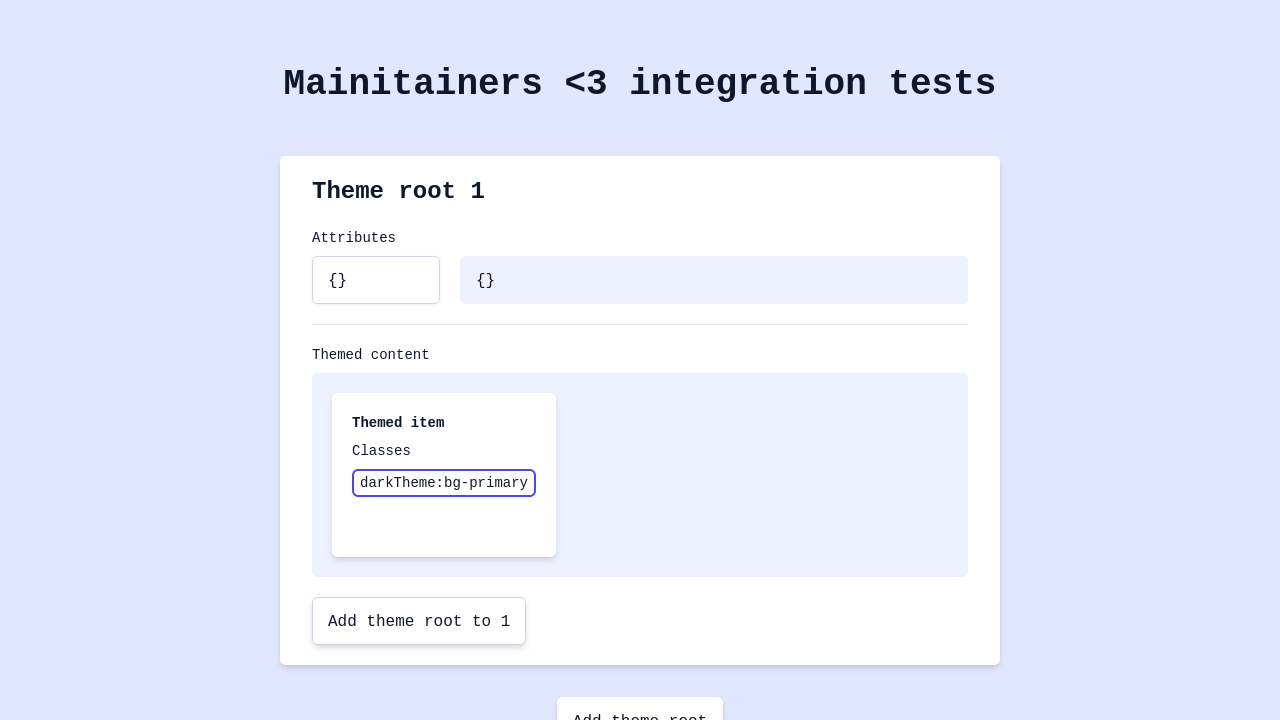 Mainitainers <3 integration tests
Theme root 1
Attributes
{}
{}
Themed content
Themed item
Classes
darkTheme:bg-primary
Add theme root to 1
Add theme root